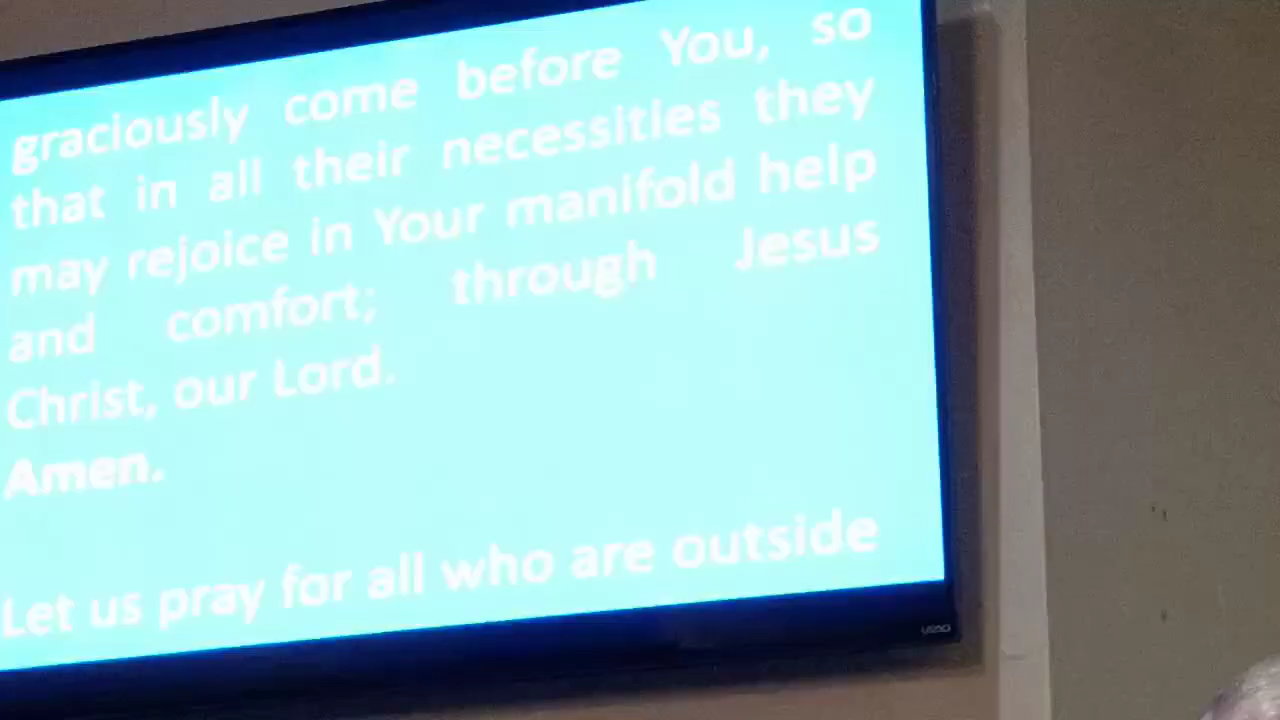 graciously come before You, so
that in all their necessities they
may rejoice in Your manifold help
and comfort; through Jesus
Christ, our Lord.
Amen.
Let us pray for all who are outside
VIZIO